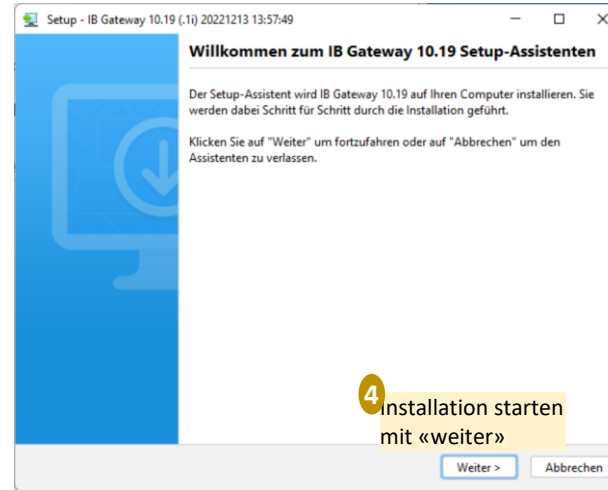 Setup - IB Gateway 10.19 (.1i) 20221213 13:57:49
Willkommen zum IB Gateway 10.19 Setup-Assistenten
Der Setup-Assistent wird IB Gateway 10.19 auf Ihren Computer installieren. Sie
werden dabei Schritt für Schritt durch die Installation geführt.
Klicken Sie auf "Weiter" um fortzufahren oder auf "Abbrechen" um den
Assistenten zu verlassen.
4
Installation starten
mit «weiter»
Weiter >
Abbrechen